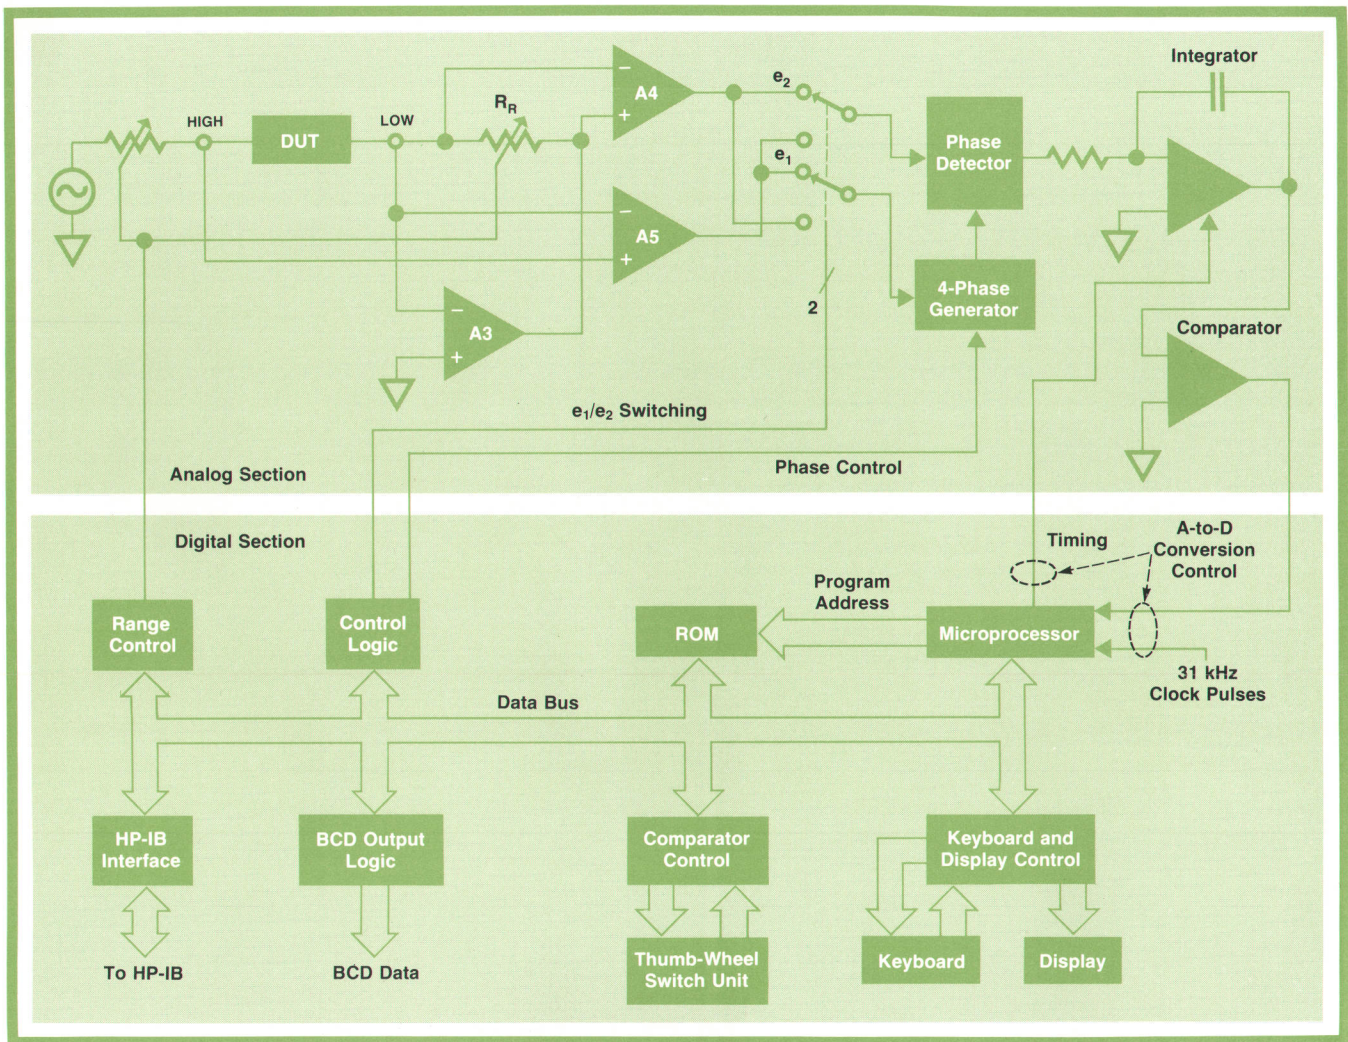 Integrator
e2
A4
−
+
RR
HIGH
LOW
DUT
Phase
Detector
e1
−
A5
+
4-Phase
Generator
2
−
A3
+
Comparator
e1/e2 Switching
Phase Control
Analog Section
Digital Section
Timing
A-to-D
Conversion
Control
Program
Address
Range
Control
Control
Logic
ROM
Microprocessor
31 kHz
Clock Pulses
Data Bus
HP-IB
Interface
BCD Output
Logic
Comparator
Control
Keyboard and
Display Control
To HP-IB
BCD Data
Thumb-Wheel
Switch Unit
Keyboard
Display